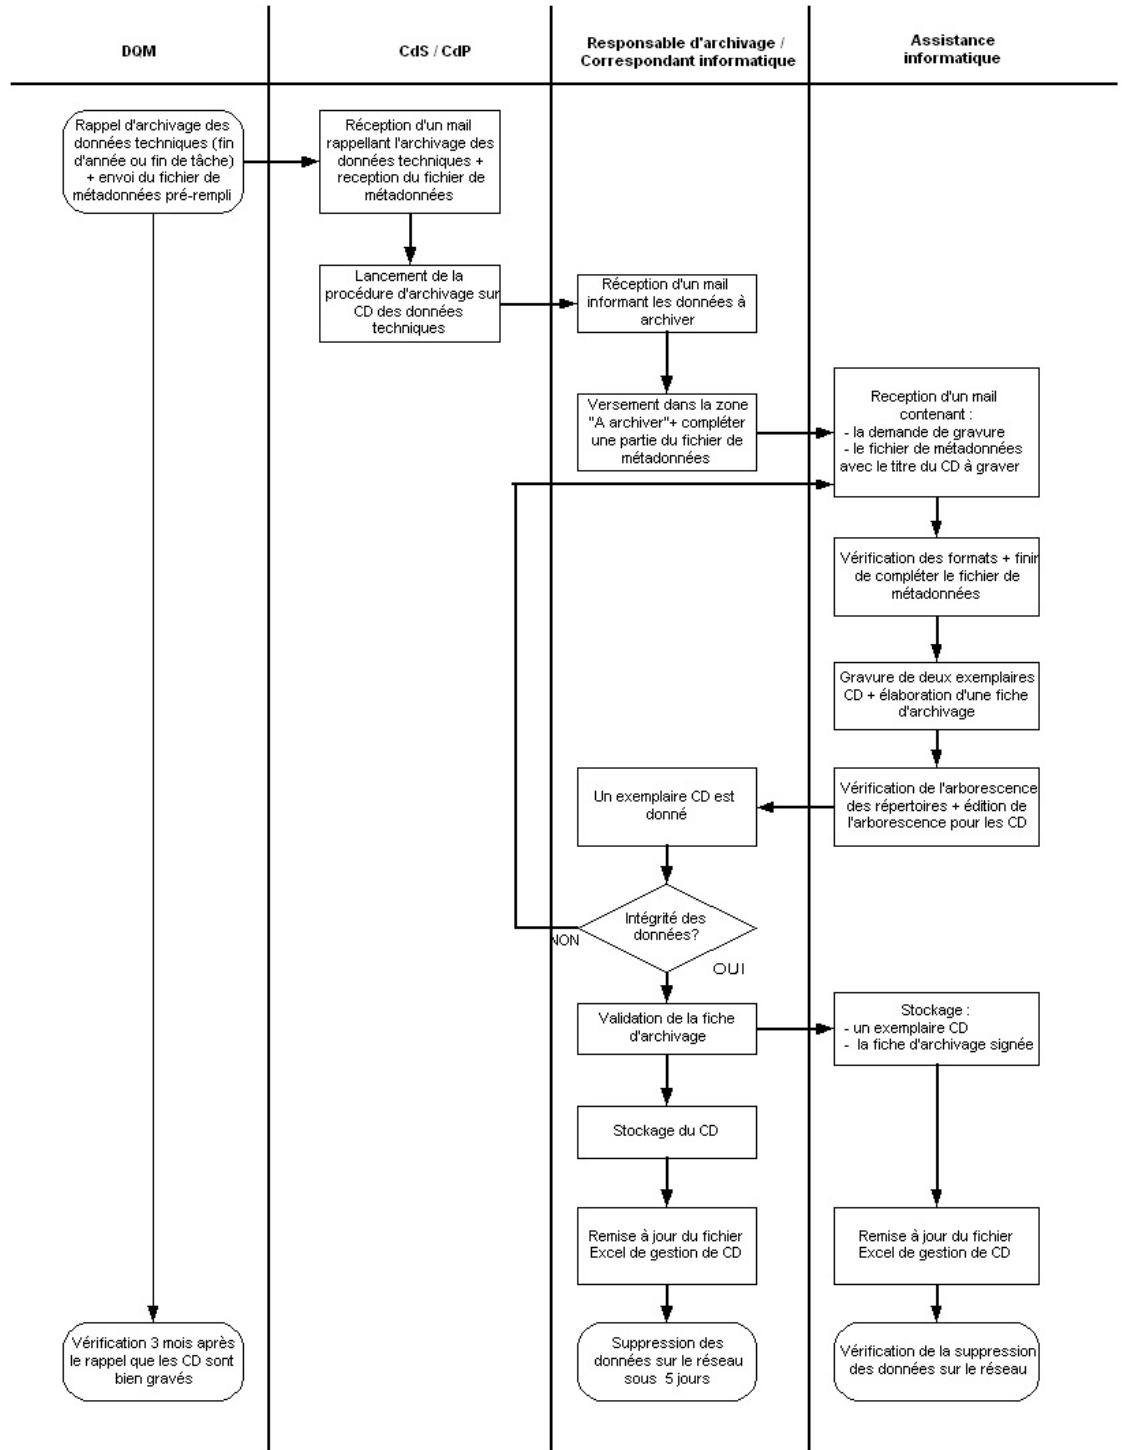 DQM
CdS / CdP
Responsable d'archivage /
Correspondant informatique
Assistance
informatique
Rappel d'archivage des
données techniques (fin
d'année ou fin de tâche)
+ envoi du fichier de
métadonnées pré-rempli
Réception d'un mail
rappellant l'archivage des
données techniques +
reception du fichier de
métadonnées
Lancement de la
procédure d'archivage sur
CD des données
techniques
Réception d'un mail
informant les données à
archiver
Versement dans la zone
"A archiver"+ compléter
une partie du fichier de
métadonnées
Reception d'un mail
contenant :
- la demande de gravure
- le fichier de métadonnées
avec le titre du CD à graver
Vérification des formats + finir
de compléter le fichier de
métadonnées
Gravure de deux exemplaires
CD + élaboration d'une fiche
d'archivage
Vérification de l'arborescence
des répertoires + édition de
l'arborescence pour les CD
Un exemplaire CD est
donné
Intégrité des
données?
NON
OUI
Validation de la fiche
d'archivage
Stockage :
- un exemplaire CD
- la fiche d'archivage signée
Stockage du CD
Remise à jour du fichier
Excel de gestion de CD
Remise à jour du fichier
Excel de gestion de CD
Vérification 3 mois après
le rappel que les CD sont
bien gravés
Suppression des
données sur le réseau
sous 5 jours
Vérification de la suppression
des données sur le réseau